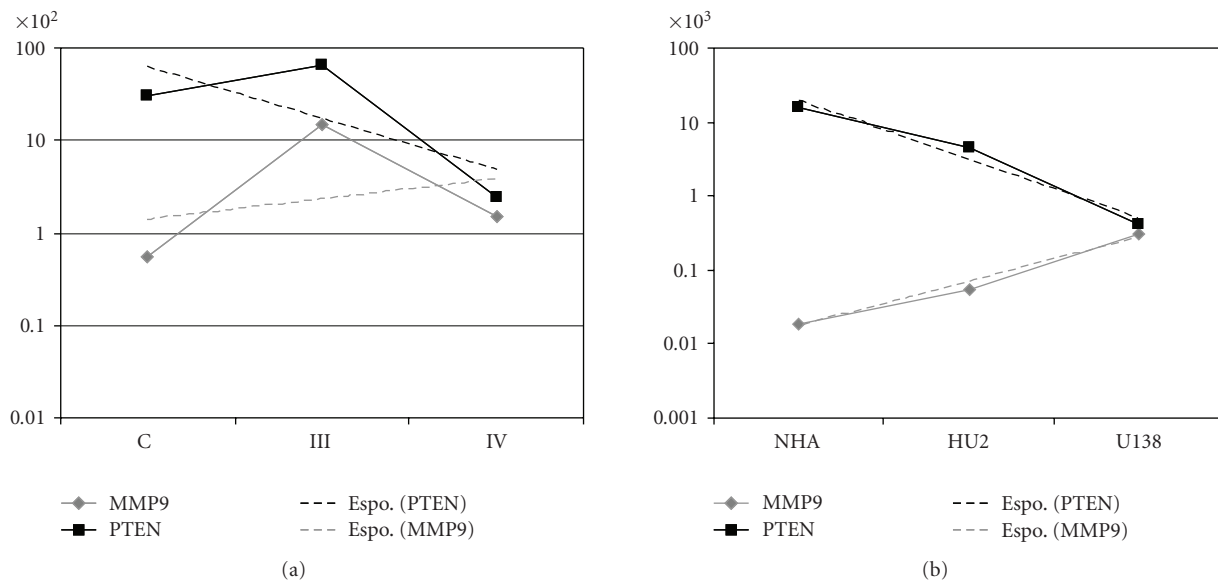 ×10²
100
10
1
0.1
0.01
C III IV
MMP9
PTEN
Espo. (PTEN)
Espo. (MMP9)
(a)
×10³
100
10
1
0.1
0.01
0.001
NHA HU2 U138
MMP9
PTEN
Espo. (PTEN)
Espo. (MMP9)
(b)